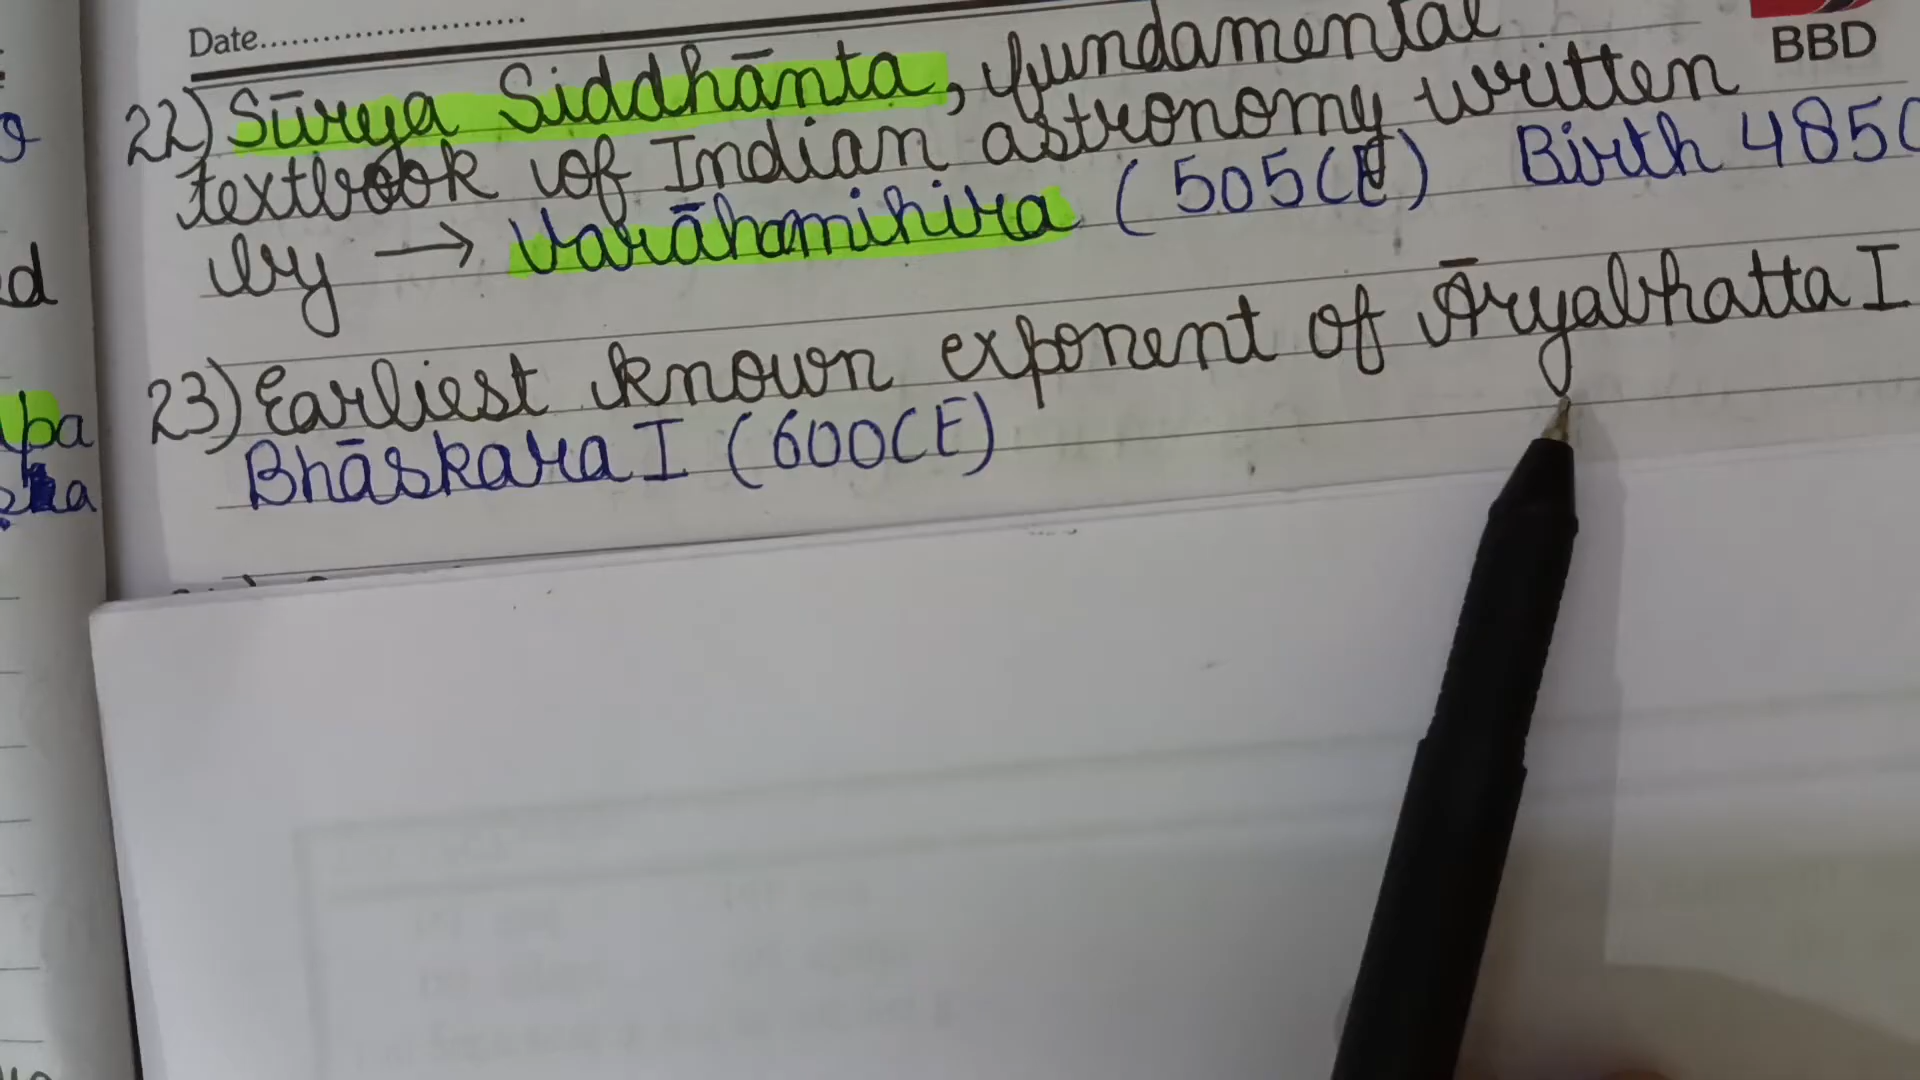 Date
BBD
22) Sūrya Siddhānta, fundamental
textbook of Indian astronomy written
by → Varāhamihira (505CE) Birth 485C
23) Earliest known exponent of Āryabhatta I
Bhāskara I (600CE)
d
pa
a